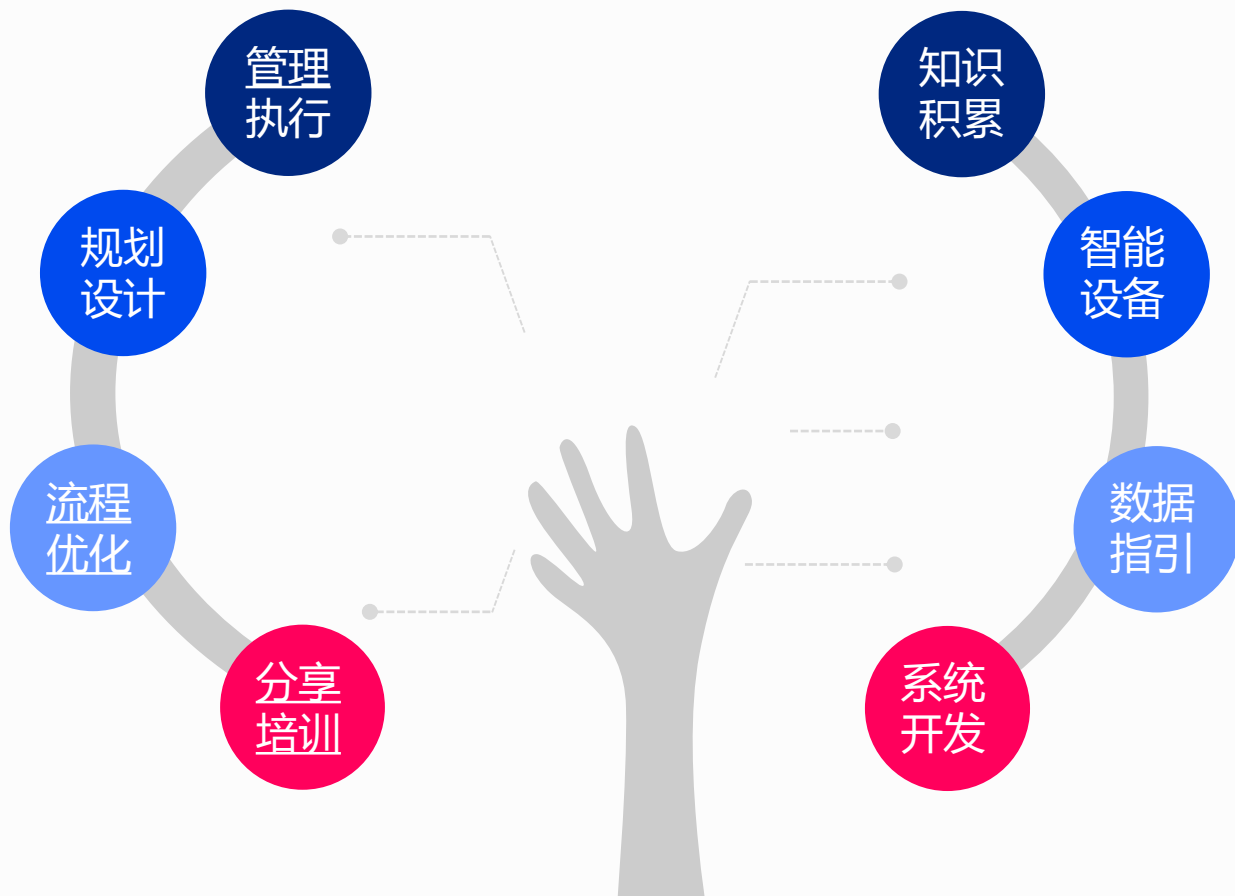 管理
执行
规划
设计
流程
优化
分享
培训
知识
积累
智能
设备
数据
指引
系统
开发